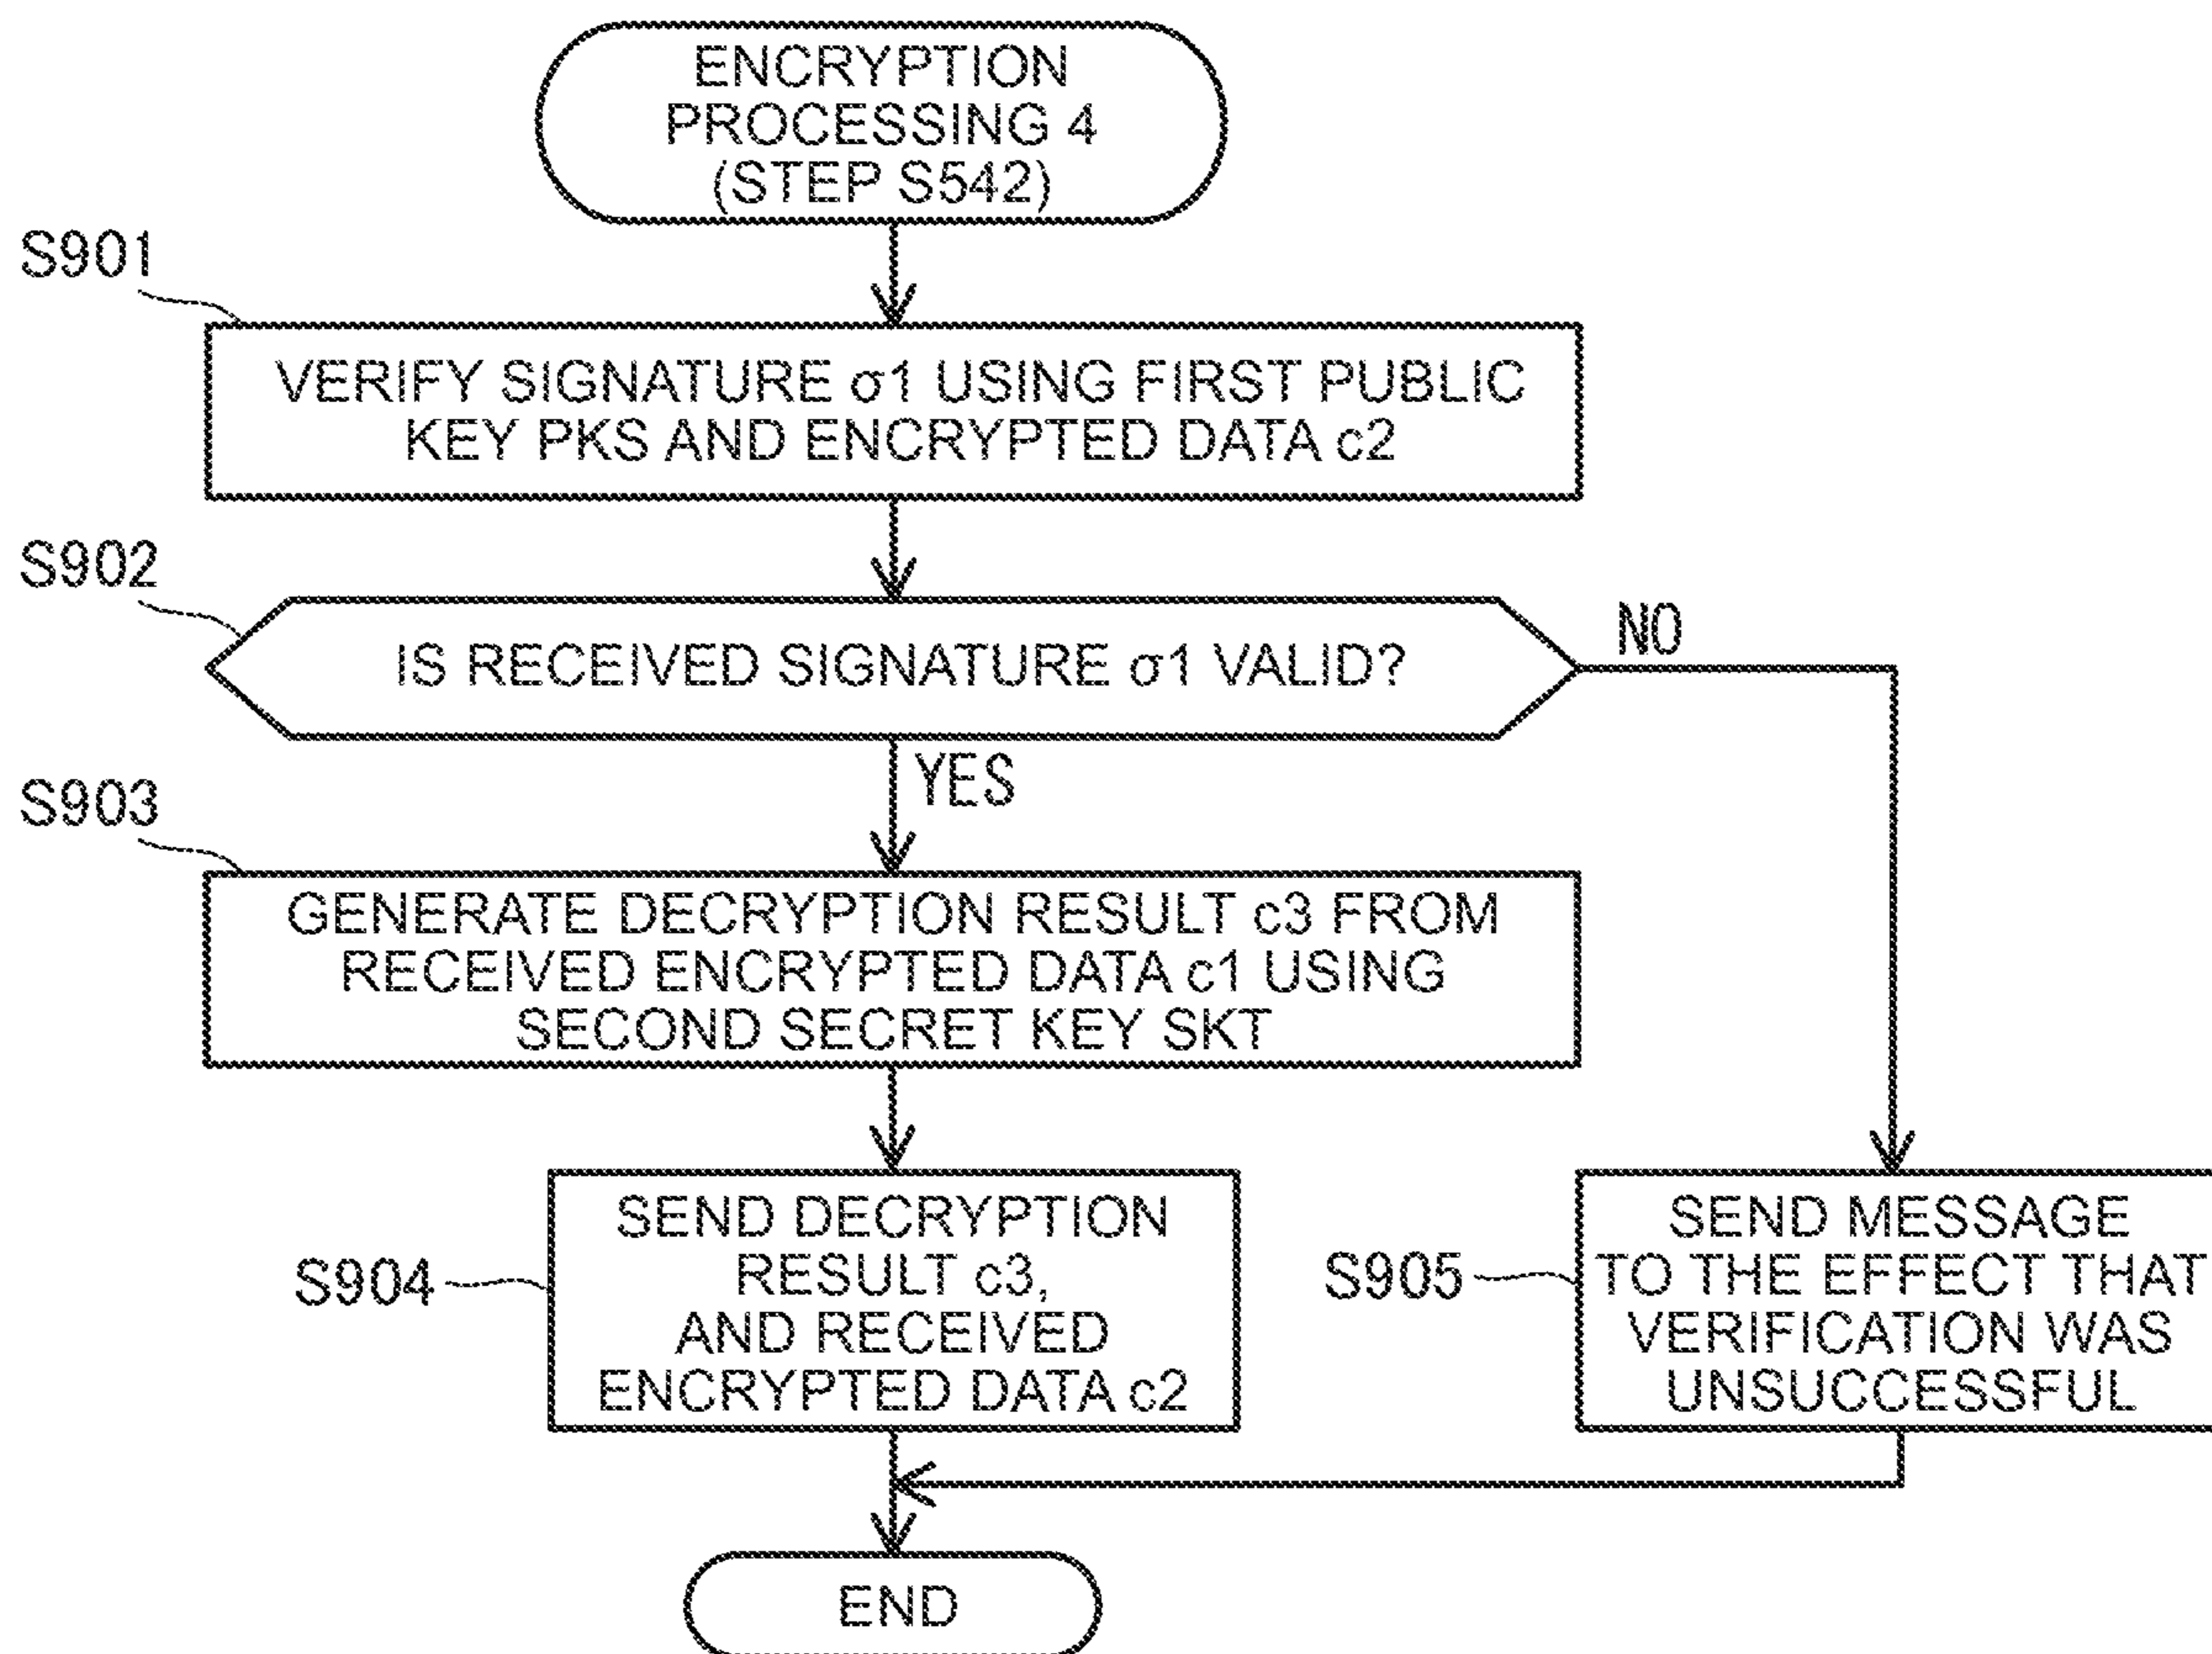 ENCRYPTION
PROCESSING 4
(STEP S542)
S901
VERIFY SIGNATURE σ1 USING FIRST PUBLIC
KEY PKS AND ENCRYPTED DATA c2
S902
IS RECEIVED SIGNATURE σ1 VALID?
NO
YES
S903
GENERATE DECRYPTION RESULT c3 FROM
RECEIVED ENCRYPTED DATA c1 USING
SECOND SECRET KEY SKT
S904
SEND DECRYPTION
RESULT c3,
AND RECEIVED
ENCRYPTED DATA c2
S905
SEND MESSAGE
TO THE EFFECT THAT
VERIFICATION WAS
UNSUCCESSFUL
END